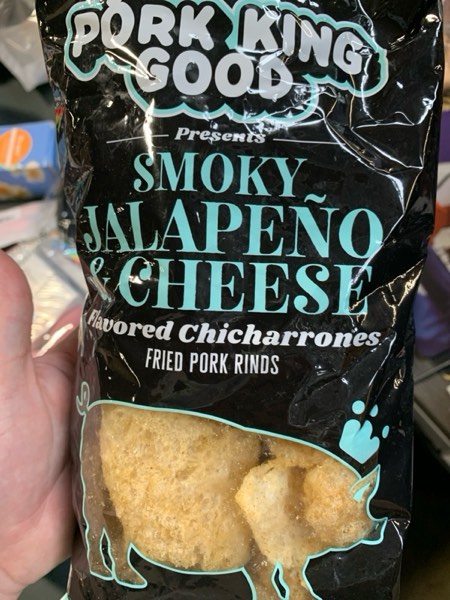 PORK KING
GOOD
Presents
SMOKY
JALAPEÑO
& CHEESE
Flavored Chicharrones
FRIED PORK RINDS